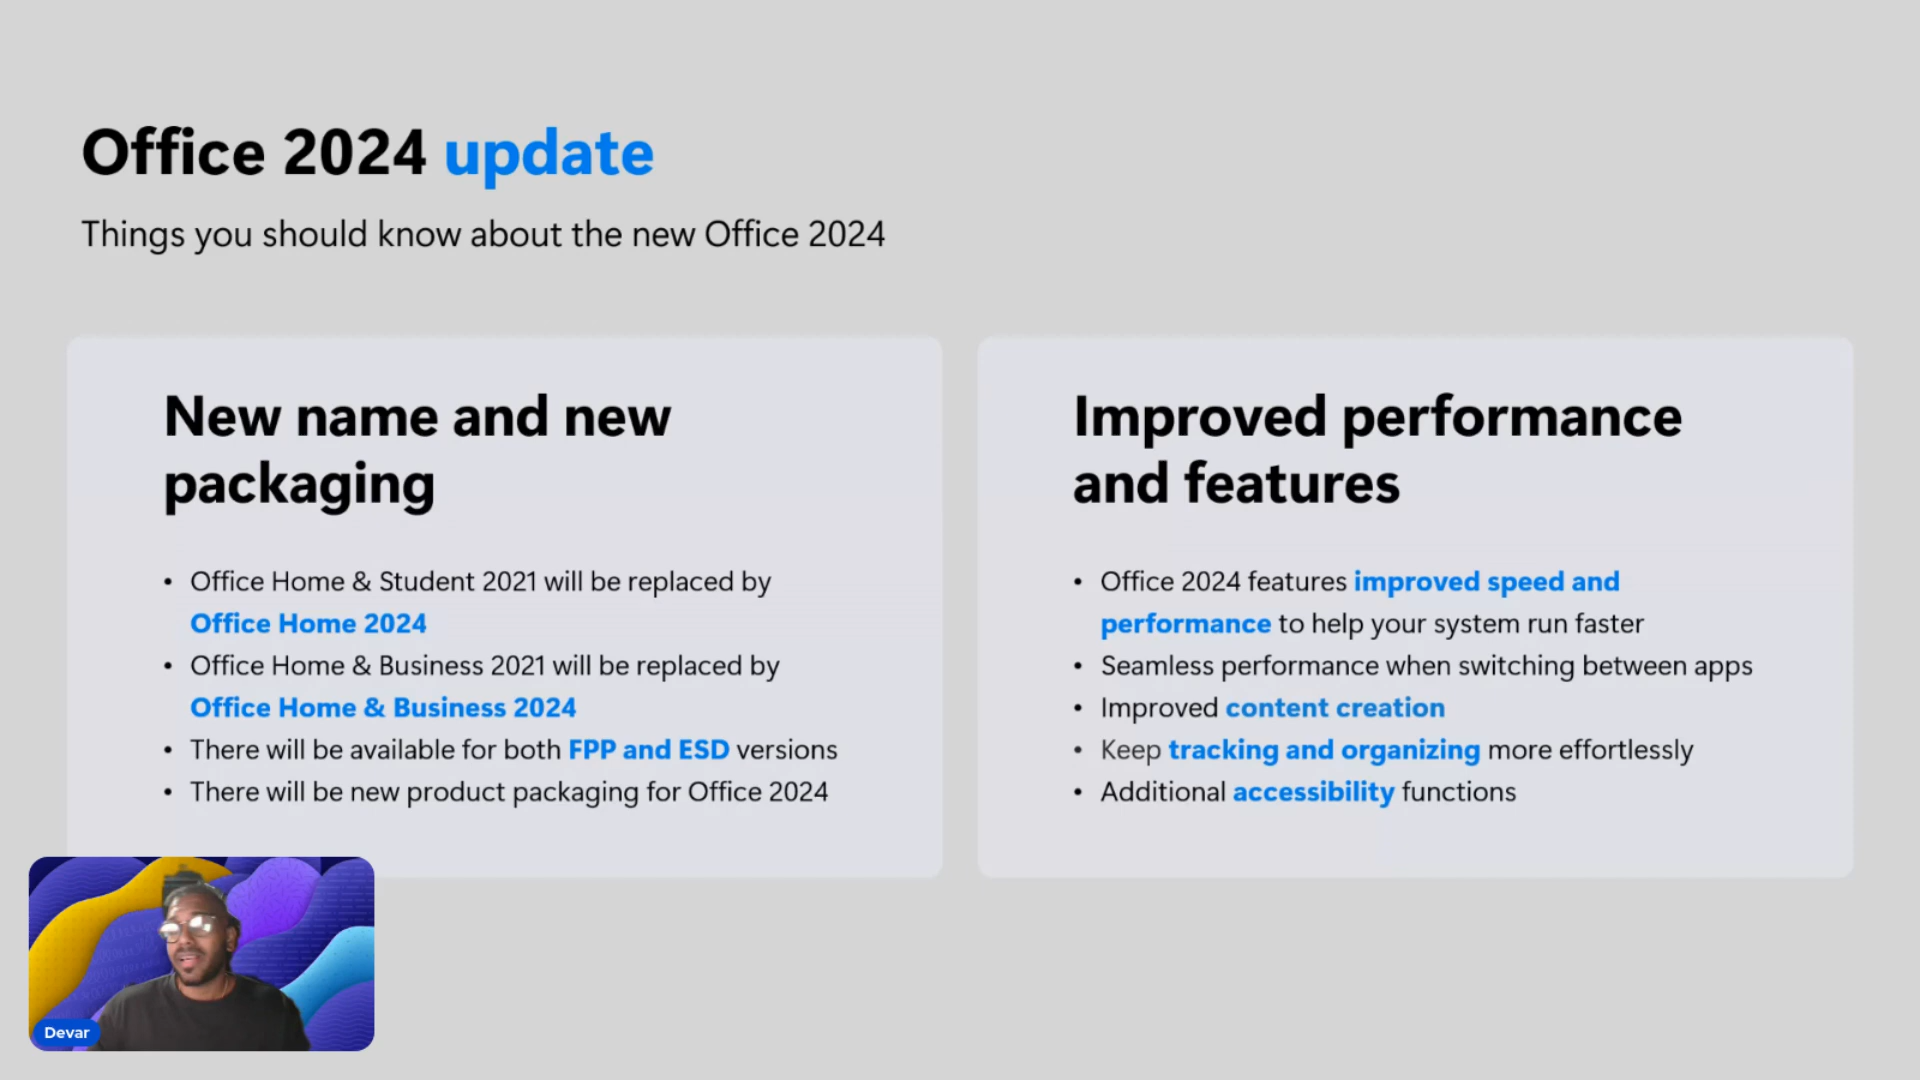 Office 2024 update
Things you should know about the new Office 2024
New name and new
packaging
• Office Home & Student 2021 will be replaced by
Office Home 2024
• Office Home & Business 2021 will be replaced by
Office Home & Business 2024
• There will be available for both FPP and ESD versions
• There will be new product packaging for Office 2024
Improved performance
and features
• Office 2024 features improved speed and
performance to help your system run faster
• Seamless performance when switching between apps
• Improved content creation
• Keep tracking and organizing more effortlessly
• Additional accessibility functions
Devar